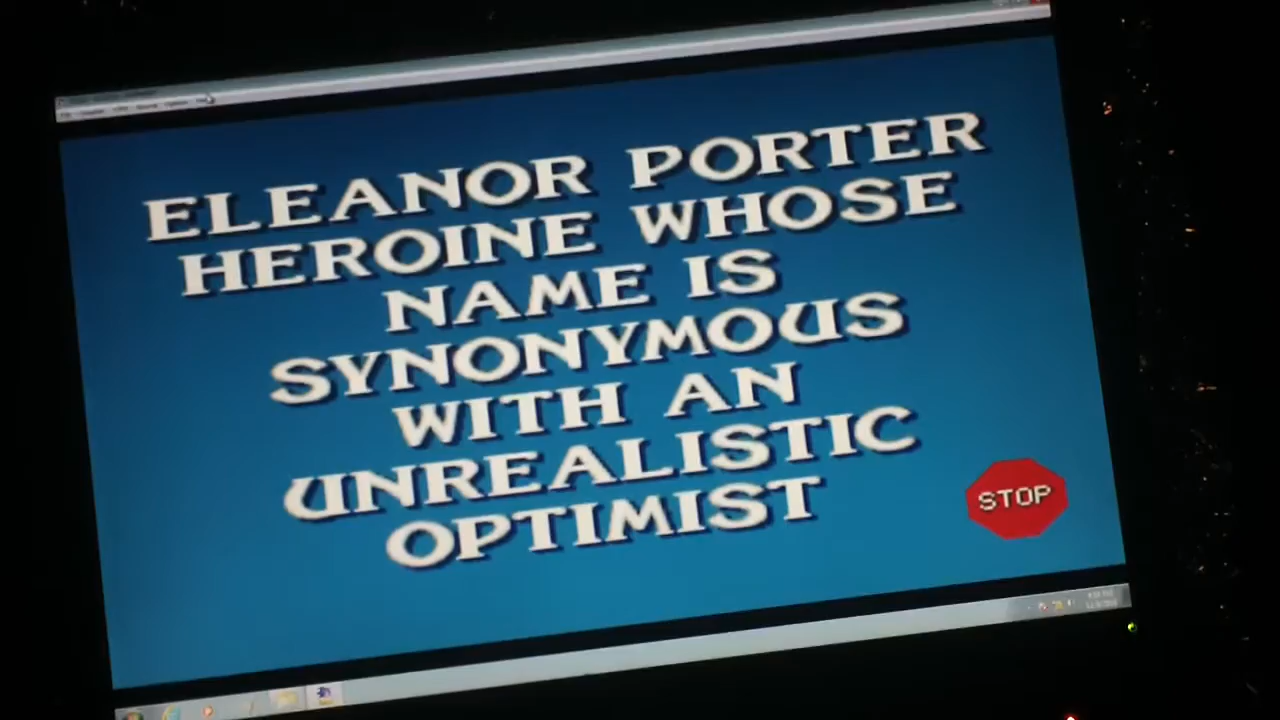 ELEANOR PORTER
HEROINE WHOSE
NAME IS
SYNONYMOUS
WITH AN
UNREALISTIC
OPTIMIST
STOP